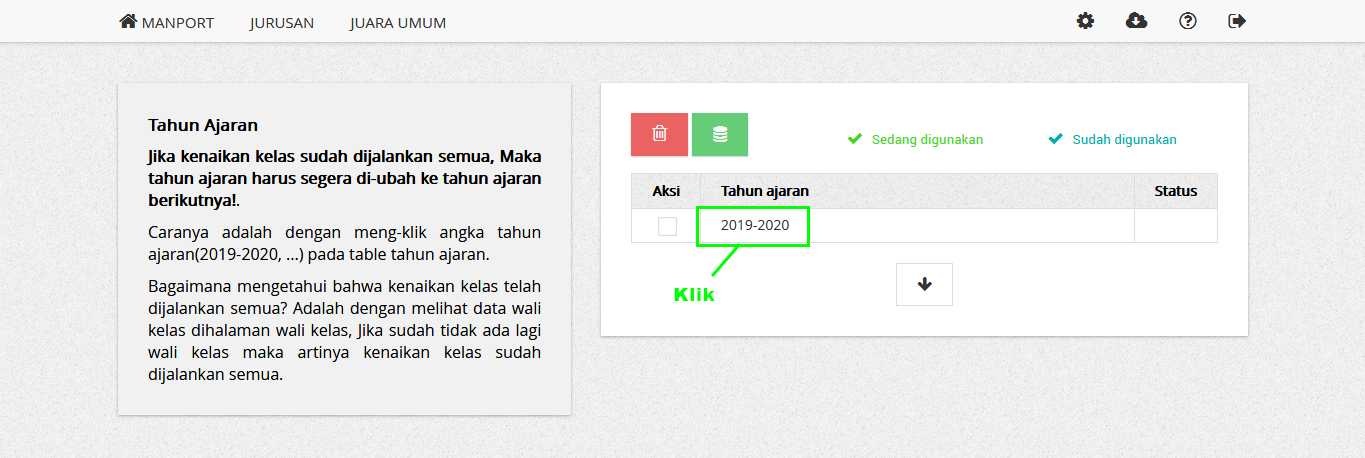 MANPORT JURUSAN JUARA UMUM
Tahun Ajaran
Jika kenaikan kelas sudah dijalankan semua, Maka
tahun ajaran harus segera di-ubah ke tahun ajaran
berikutnya!.
Caranya adalah dengan meng-klik angka tahun
ajaran(2019-2020, ...) pada table tahun ajaran.
Bagaimana mengetahui bahwa kenaikan kelas telah
dijalankan semua? Adalah dengan melihat data wali
kelas dihalaman wali kelas, Jika sudah tidak ada lagi
wali kelas maka artinya kenaikan kelas sudah
dijalankan semua.
Sedang digunakan Sudah digunakan
Aksi Tahun ajaran Status
2019-2020
Klik